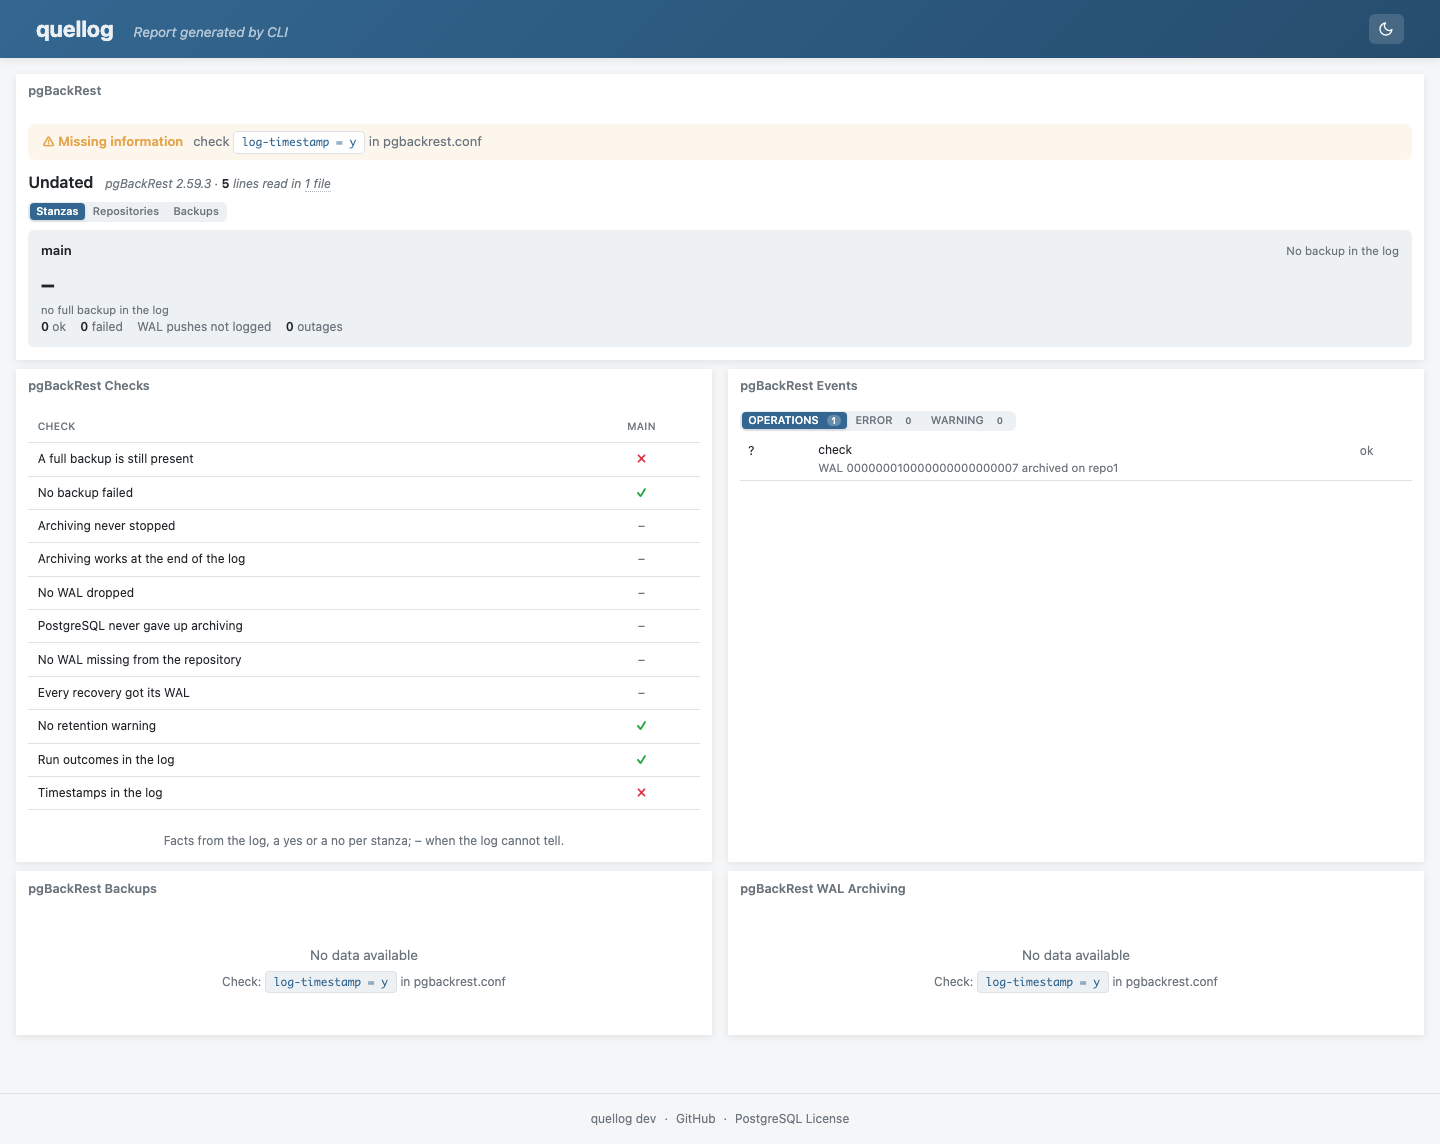 quellog Report generated by CLI
pgBackRest
Missing information check log-timestamp = y in pgbackrest.conf
Undated pgBackRest 2.59.3 · 5 lines read in 1 file
Stanzas Repositories Backups
main No backup in the log
–
no full backup in the log
0 ok 0 failed WAL pushes not logged 0 outages
pgBackRest Checks
CHECK MAIN
A full backup is still present ✕
No backup failed ✓
Archiving never stopped –
Archiving works at the end of the log –
No WAL dropped –
PostgreSQL never gave up archiving –
No WAL missing from the repository –
Every recovery got its WAL –
No retention warning ✓
Run outcomes in the log ✓
Timestamps in the log ✕
Facts from the log, a yes or a no per stanza; – when the log cannot tell.
pgBackRest Events
OPERATIONS 1 ERROR 0 WARNING 0
? check ok
WAL 000000010000000000000007 archived on repo1
pgBackRest Backups
No data available
Check: log-timestamp = y in pgbackrest.conf
pgBackRest WAL Archiving
No data available
Check: log-timestamp = y in pgbackrest.conf
quellog dev · GitHub · PostgreSQL License